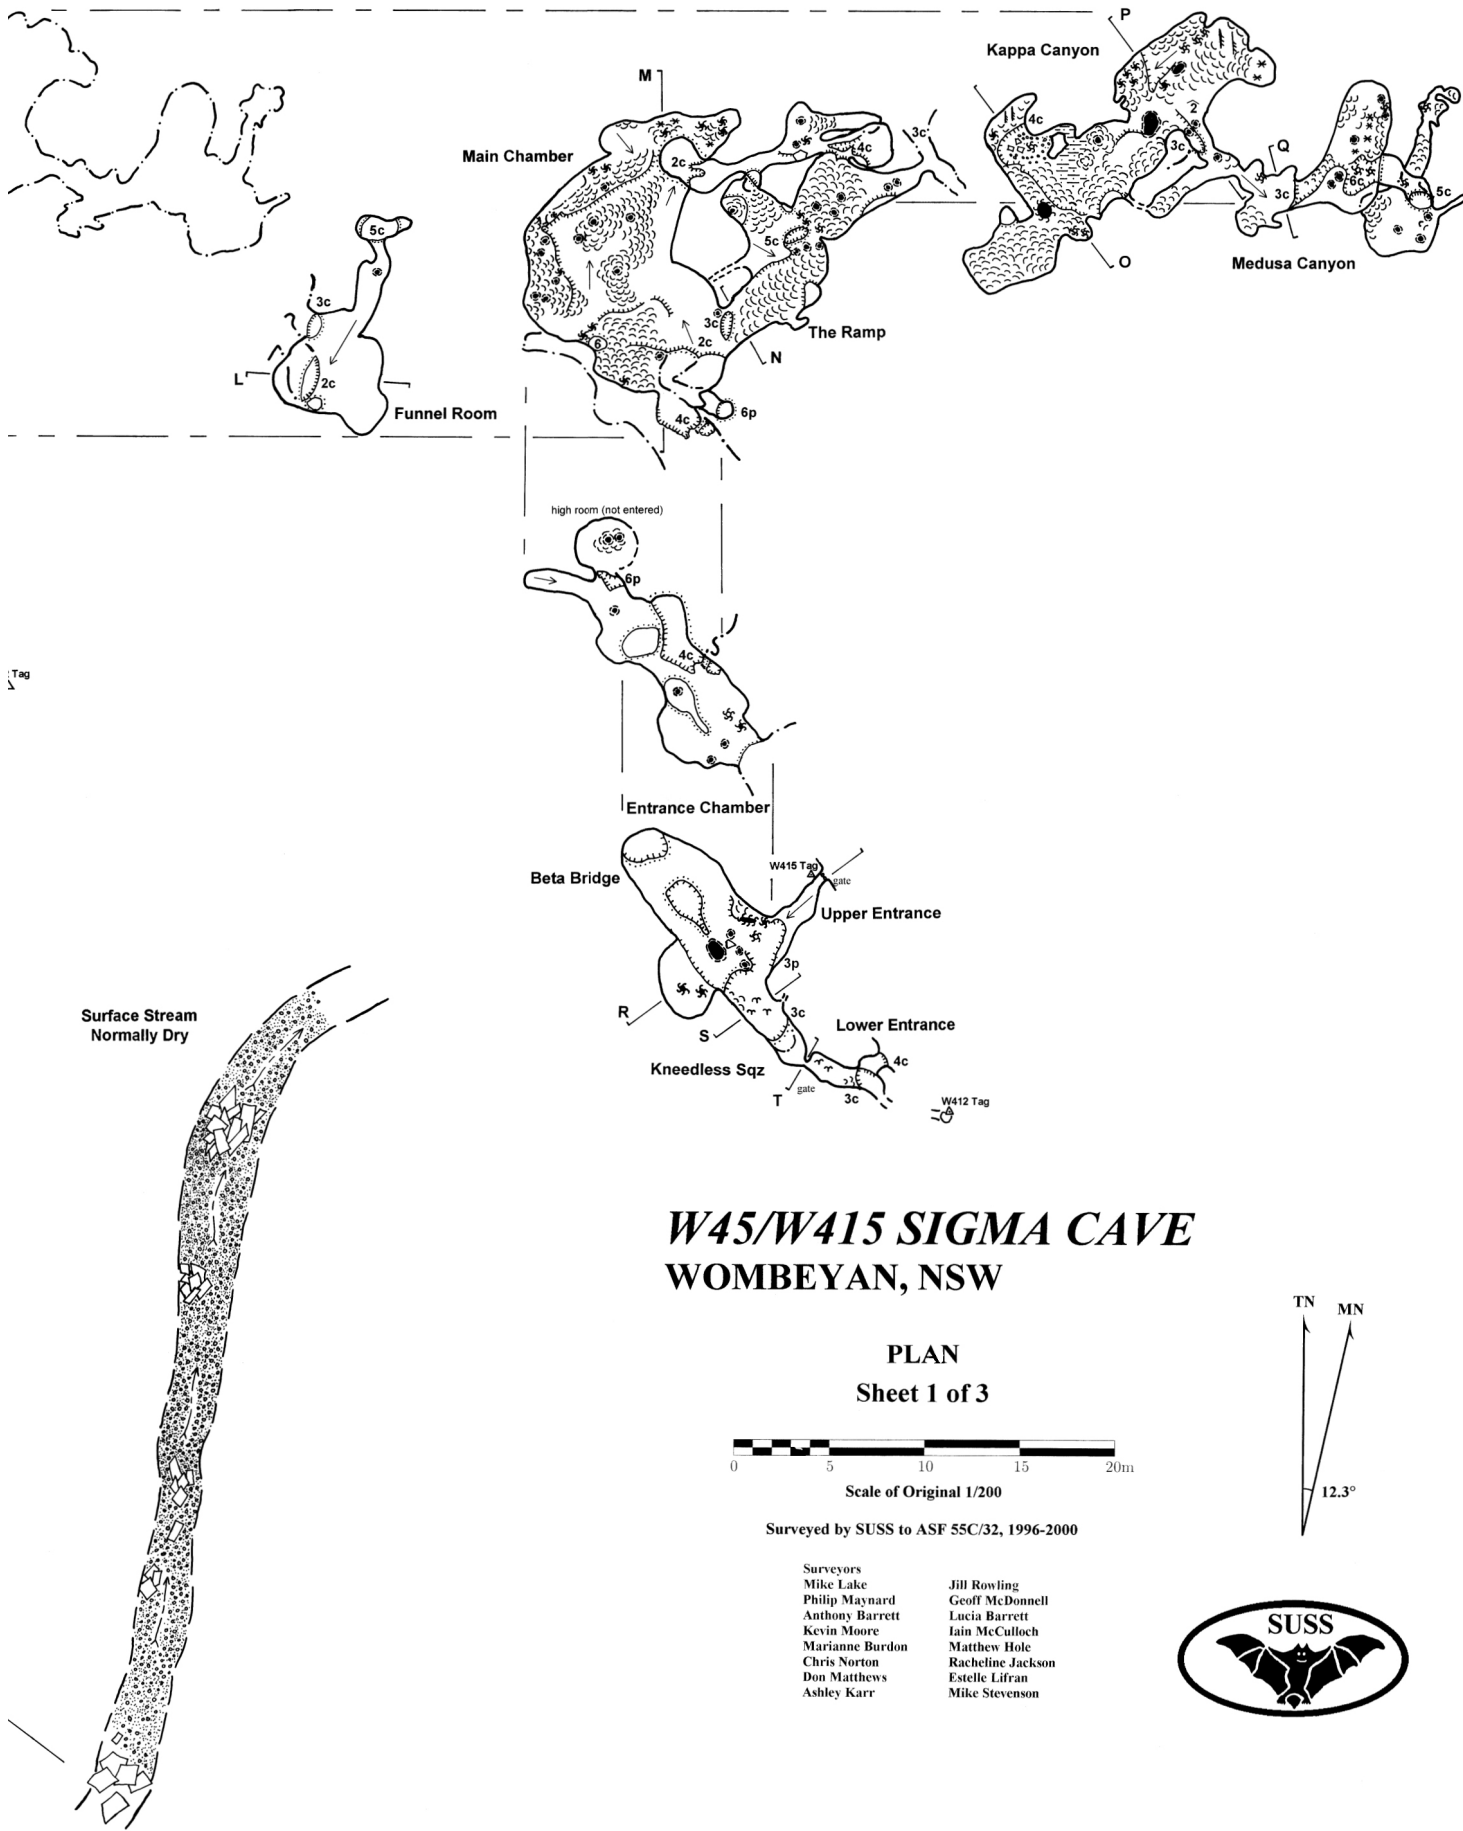 P
Kappa Canyon
M
4c
2
3c
Main Chamber
2c
4c
3c
Q
3c
6c
5c
5c
5c
O
Medusa Canyon
3c
3c
The Ramp
6
2c
N
L
2c
Funnel Room
4c
6p
high room (not entered)
6p
4c
Tag
Entrance Chamber
W415 Tag
gate
Beta Bridge
Upper Entrance
3p
R
3c
S
Lower Entrance
4c
Kneedless Sqz
gate
T
3c
W412 Tag
Surface Stream
Normally Dry
W45/W415 SIGMA CAVE
WOMBEYAN, NSW
TN
MN
PLAN
Sheet 1 of 3
0 5 10 15 20m
Scale of Original 1/200
12.3°
Surveyed by SUSS to ASF 55C/32, 1996-2000
Surveyors
Mike Lake Jill Rowling
Philip Maynard Geoff McDonnell
Anthony Barrett Lucia Barrett
Kevin Moore Iain McCulloch
Marianne Burdon Matthew Hole
Chris Norton Racheline Jackson
Don Matthews Estelle Lifran
Ashley Karr Mike Stevenson
SUSS